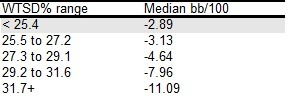 WTSD% range Median bb/100
< 25.4 -2.89
25.5 to 27.2 -3.13
27.3 to 29.1 -4.64
29.2 to 31.6 -7.96
31.7+ -11.09